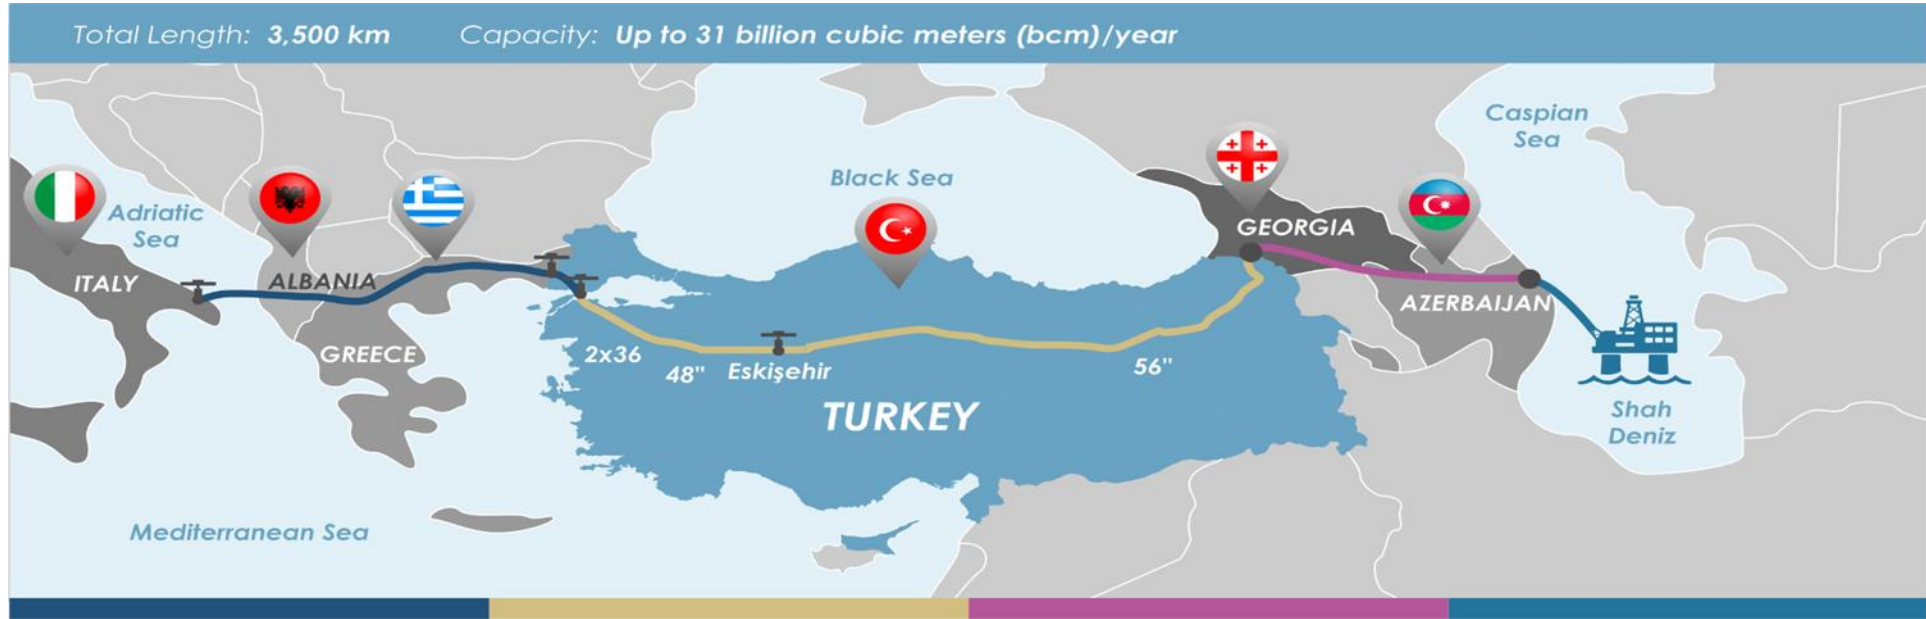 Total Length: 3,500 km
Capacity: Up to 31 billion cubic meters (bcm)/year
Caspian
Sea
Black Sea
Adriatic
Sea
GEORGIA
ITALY
ALBANIA
AZERBAIJAN
GREECE
2x36
48"
Eskişehir
56"
TURKEY
Shah
Deniz
Mediterranean Sea